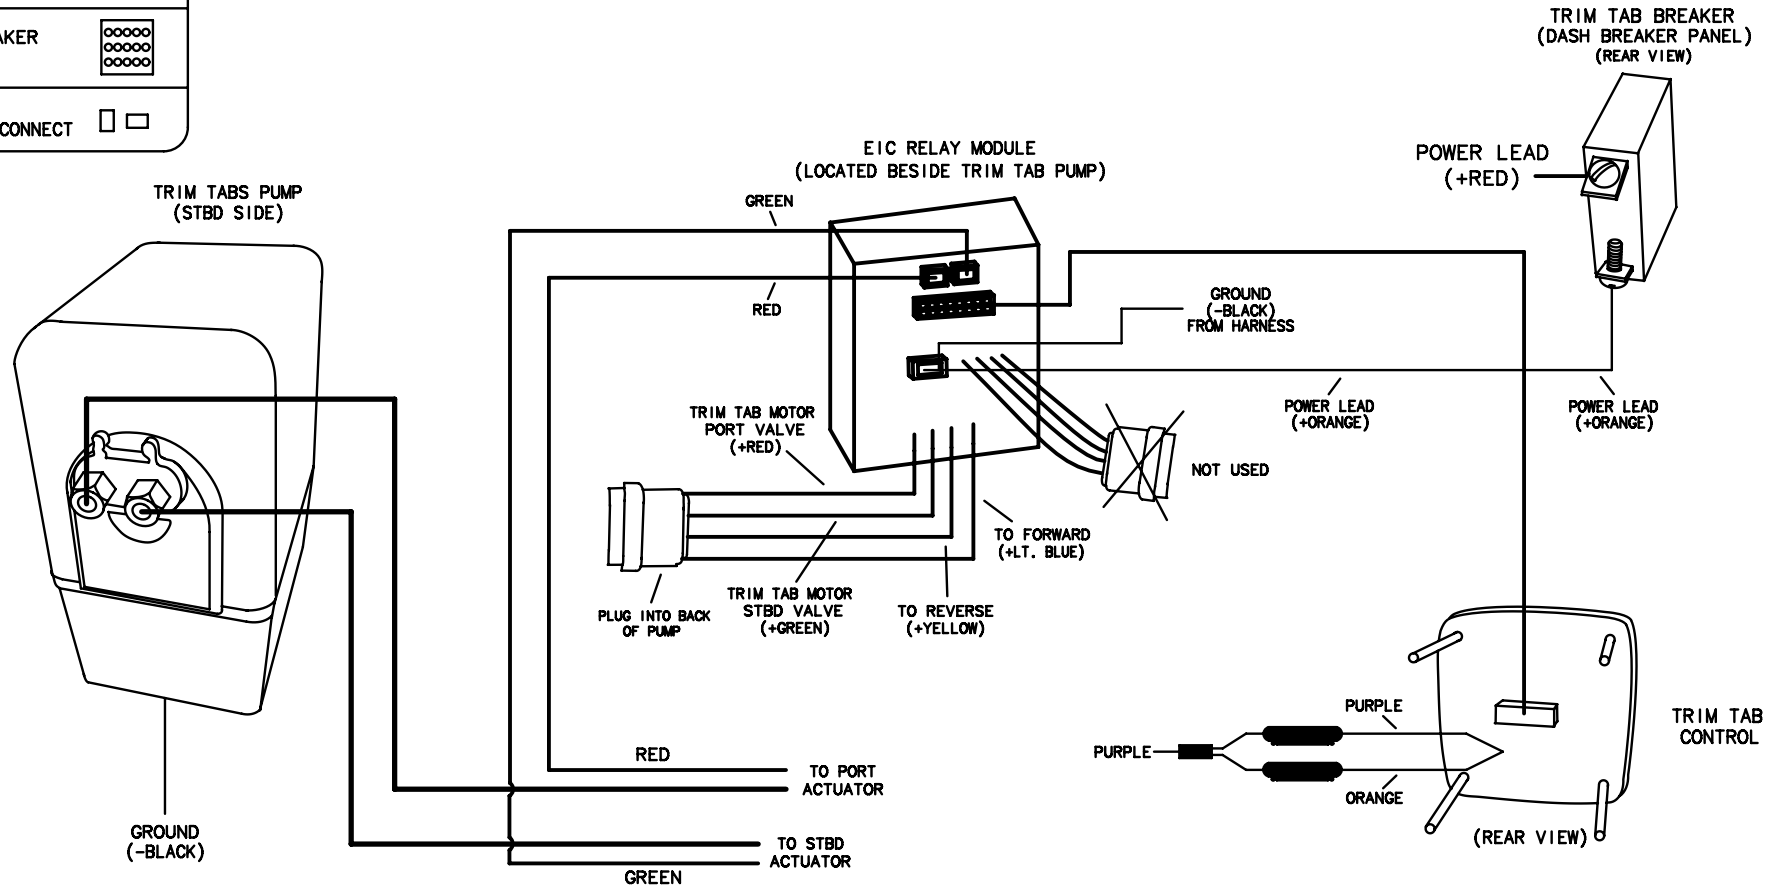 AKER
CONNECT
TRIM TABS PUMP
(STBD SIDE)
GROUND
(-BLACK)
EIC RELAY MODULE
(LOCATED BESIDE TRIM TAB PUMP)
GREEN
RED
GROUND
(-BLACK)
FROM HARNESS
TRIM TAB BREAKER
(DASH BREAKER PANEL)
(REAR VIEW)
POWER LEAD
(+RED)
POWER LEAD
(+ORANGE)
POWER LEAD
(+ORANGE)
TRIM TAB MOTOR
PORT VALVE
(+RED)
NOT USED
TO FORWARD
(+LT. BLUE)
PLUG INTO BACK
OF PUMP
TRIM TAB MOTOR
STBD VALVE
(+GREEN)
TO REVERSE
(+YELLOW)
RED
TO PORT
ACTUATOR
TO STBD
ACTUATOR
GREEN
PURPLE
PURPLE
ORANGE
TRIM TAB
CONTROL
(REAR VIEW)